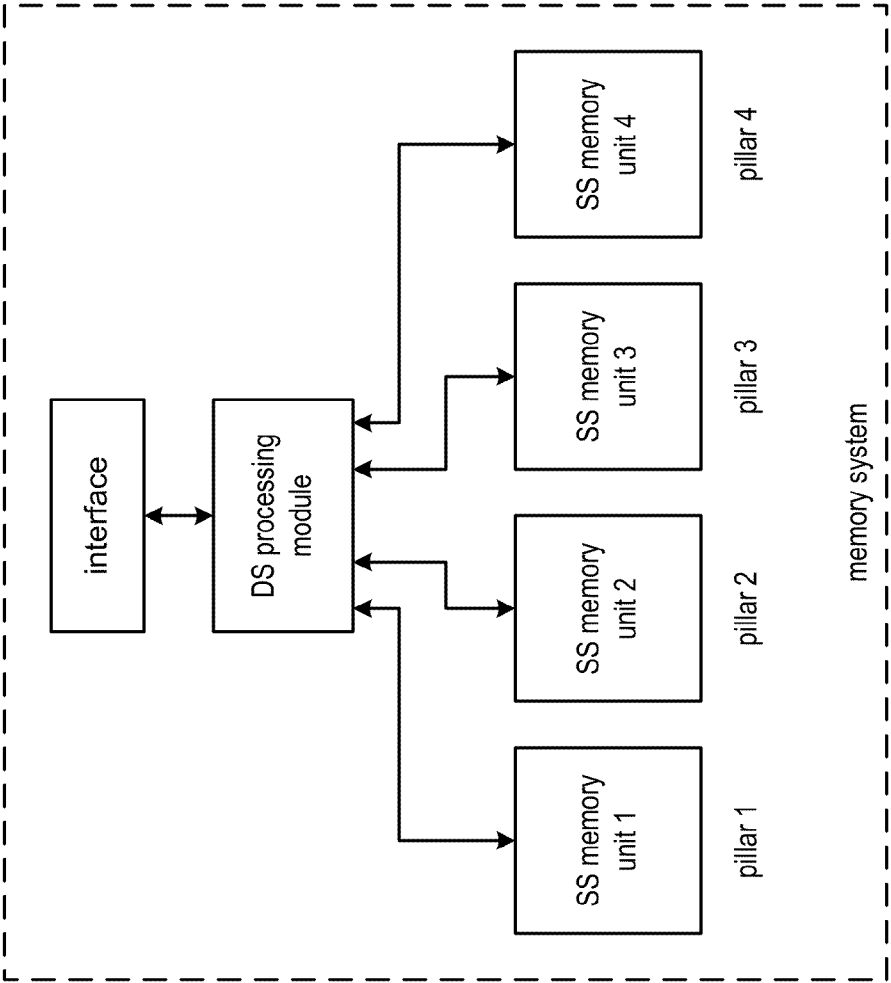 interface
DS processing
module
SS memory
unit 1
SS memory
unit 2
SS memory
unit 3
SS memory
unit 4
pillar 1
pillar 2
pillar 3
pillar 4
memory system